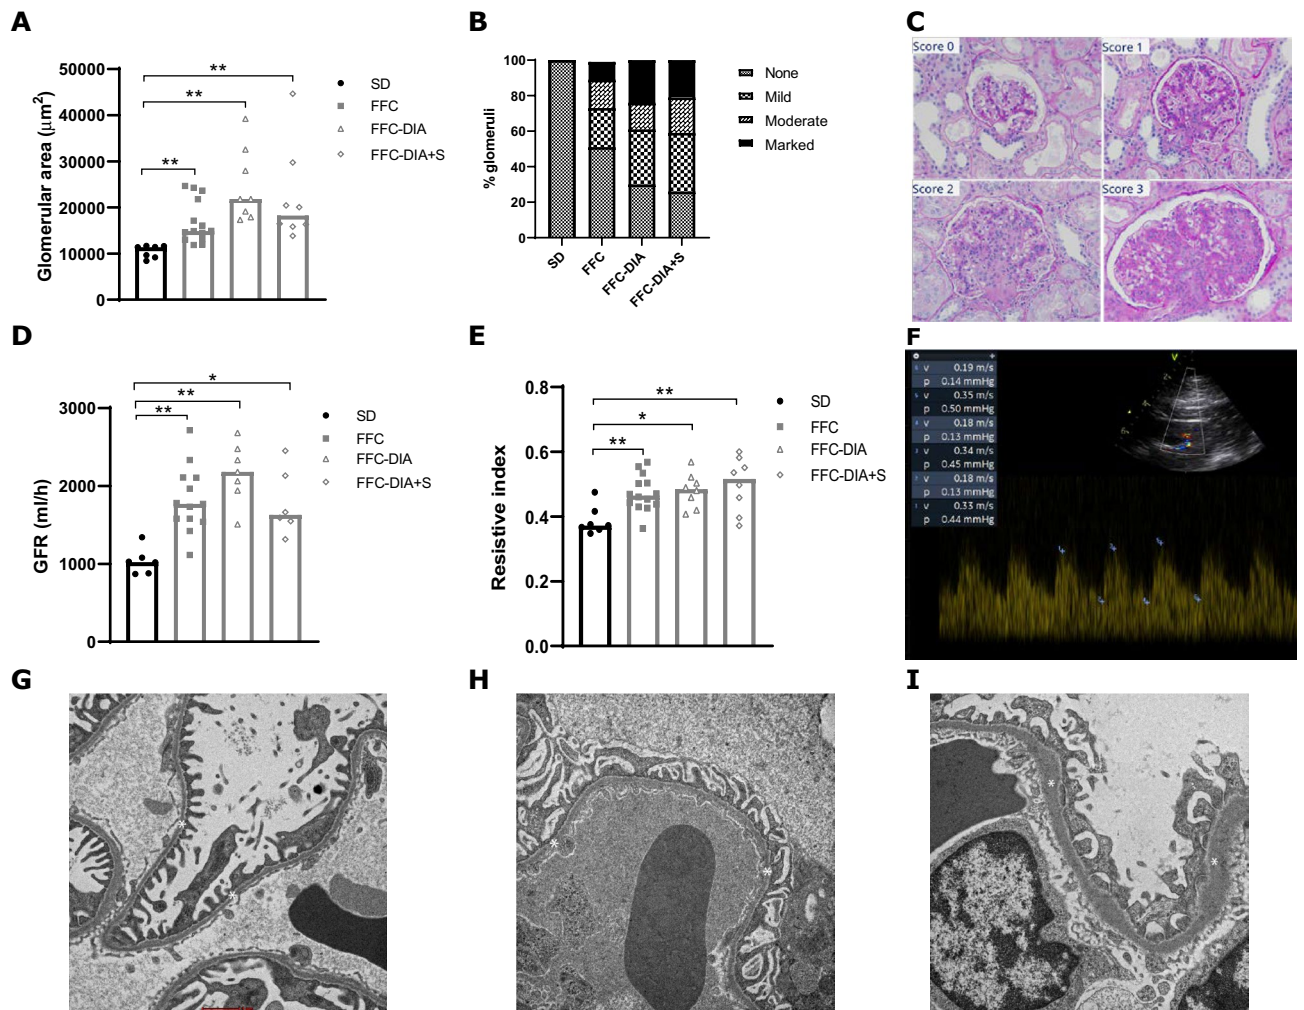 A
Glomerular area (μm²)
50000
40000
30000
20000
10000
0
**
**
**
SD
FFC
FFC-DIA
FFC-DIA+S
B
% glomeruli
100
80
60
40
20
0
SD
FFC
FFC-DIA
FFC-DIA+S
None
Mild
Moderate
Marked
C
Score 0
Score 1
Score 2
Score 3
D
GFR (ml/h)
3000
2000
1000
0
*
**
**
SD
FFC
FFC-DIA
FFC-DIA+S
E
Resistive index
0.8
0.6
0.4
0.2
0.0
**
*
**
SD
FFC
FFC-DIA
FFC-DIA+S
F
V
v 0.19 m/s
p 0.14 mmHg
v 0.35 m/s
p 0.50 mmHg
v 0.18 m/s
p 0.13 mmHg
v 0.34 m/s
p 0.45 mmHg
v 0.18 m/s
p 0.13 mmHg
v 0.33 m/s
p 0.44 mmHg
G
*
*
H
*
*
I
*
*